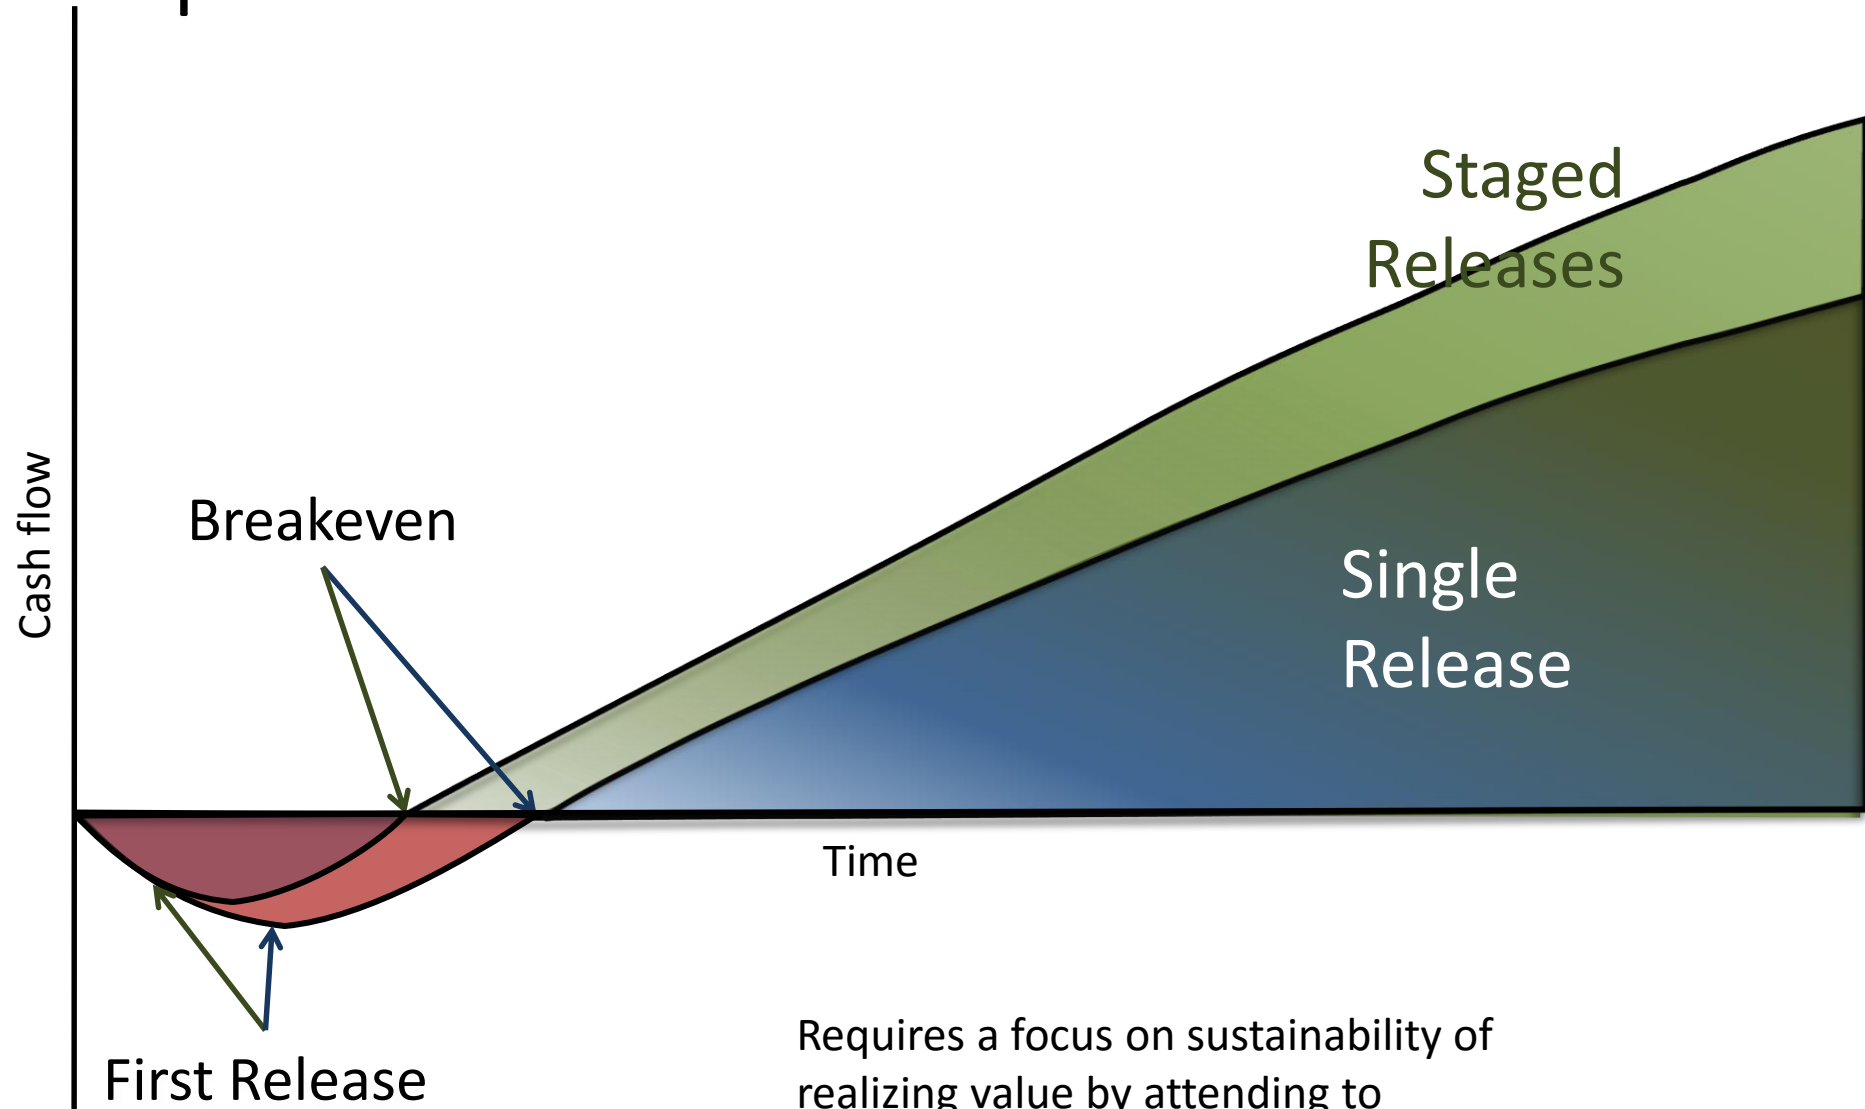 Staged
Releases
Breakeven
Cash flow
Single
Release
Time
First Release
Requires a focus on sustainability of
realizing value by attending to